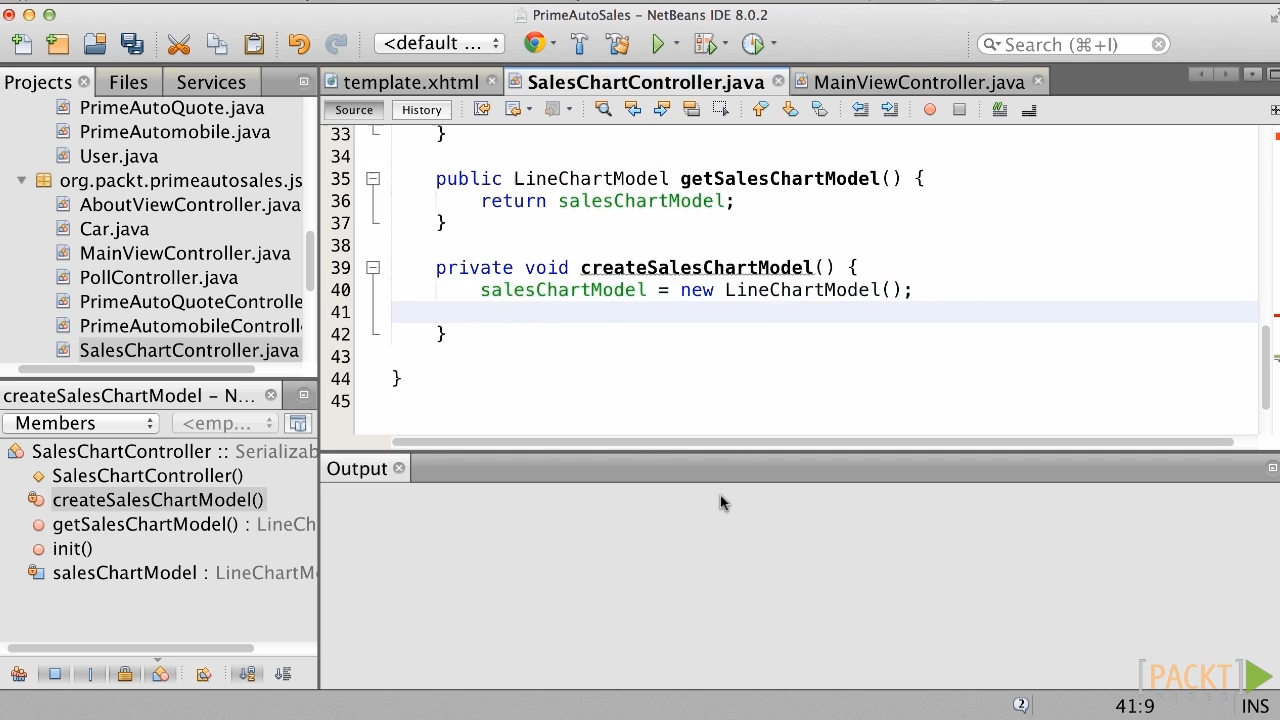 PrimeAutoSales - NetBeans IDE 8.0.2
<default ...
Search (⌘+I)
Projects Files Services
template.xhtml SalesChartController.java MainViewController.java
Source History
PrimeAutoQuote.java
PrimeAutomobile.java
User.java
org.packt.primeautosales.js
AboutViewController.java
Car.java
MainViewController.java
PollController.java
PrimeAutoQuoteControlle
PrimeAutomobileControll
SalesChartController.java
33 }
34
35 public LineChartModel getSalesChartModel() {
36 return salesChartModel;
37 }
38
39 private void createSalesChartModel() {
40 salesChartModel = new LineChartModel();
41
42 }
43
44 }
45
createSalesChartModel - N...
Members <emp...
SalesChartController :: Serializab
SalesChartController()
createSalesChartModel()
getSalesChartModel() : LineCh
init()
salesChartModel : LineChartM
Output
[PACKT]
2
41:9 INS